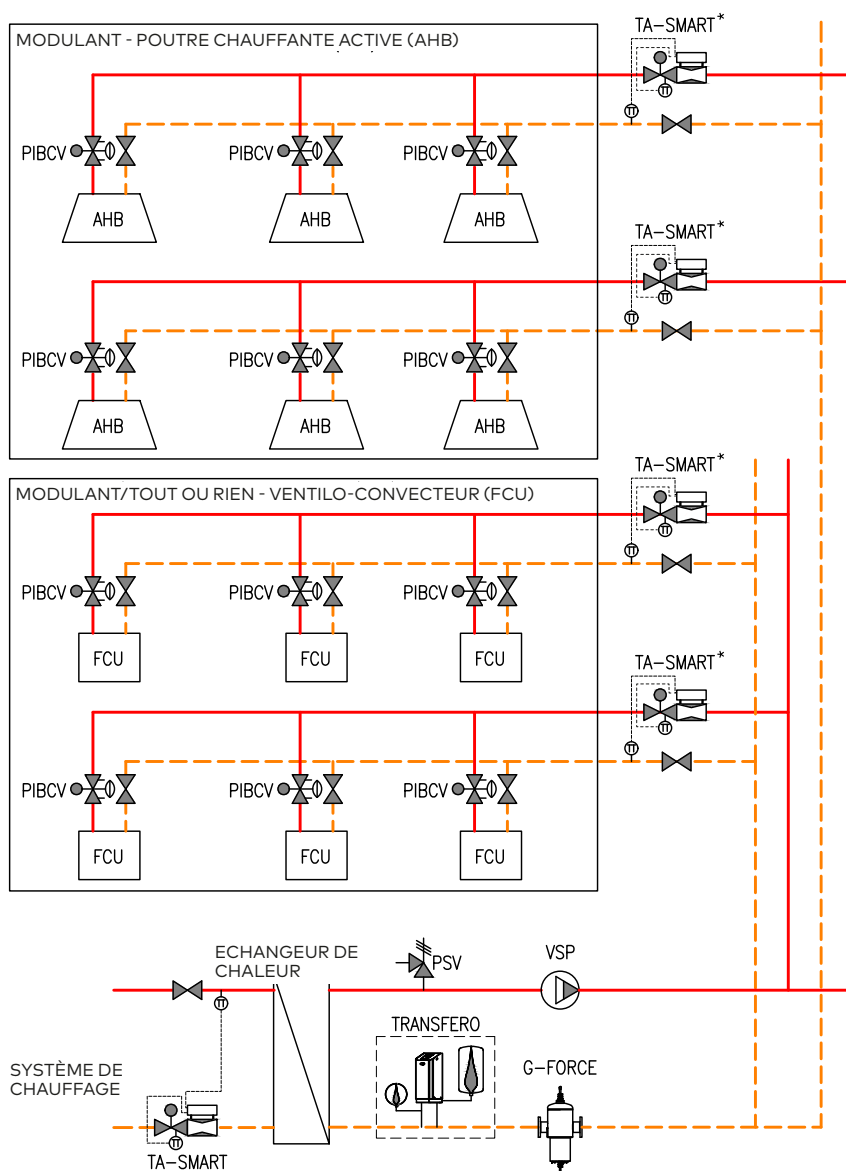 TA-SMART*
MODULANT - POUTRE CHAUFFANTE ACTIVE (AHB)
π
π
PIBCV
PIBCV
PIBCV
AHB
AHB
AHB
TA-SMART*
π
π
PIBCV
PIBCV
PIBCV
AHB
AHB
AHB
TA-SMART*
MODULANT/TOUT OU RIEN - VENTILO-CONVECTEUR (FCU)
π
π
PIBCV
PIBCV
PIBCV
FCU
FCU
FCU
TA-SMART*
π
π
PIBCV
PIBCV
PIBCV
FCU
FCU
FCU
ECHANGEUR DE
CHALEUR
PSV
VSP
π
TRANSFERO
G-FORCE
SYSTÈME DE
CHAUFFAGE
π
TA-SMART